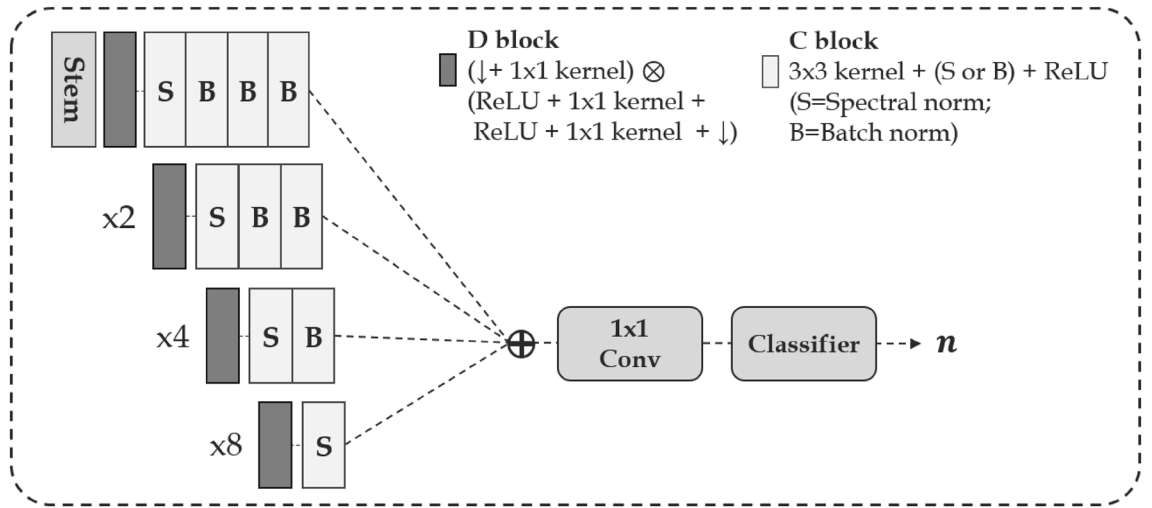 Stem
S B B B
D block
(↓+ 1x1 kernel) ⊗
(ReLU + 1x1 kernel +
ReLU + 1x1 kernel + ↓)
C block
3x3 kernel + (S or B) + ReLU
(S=Spectral norm;
B=Batch norm)
x2 S B B
x4 S B
x8 S
1x1
Conv
Classifier
n